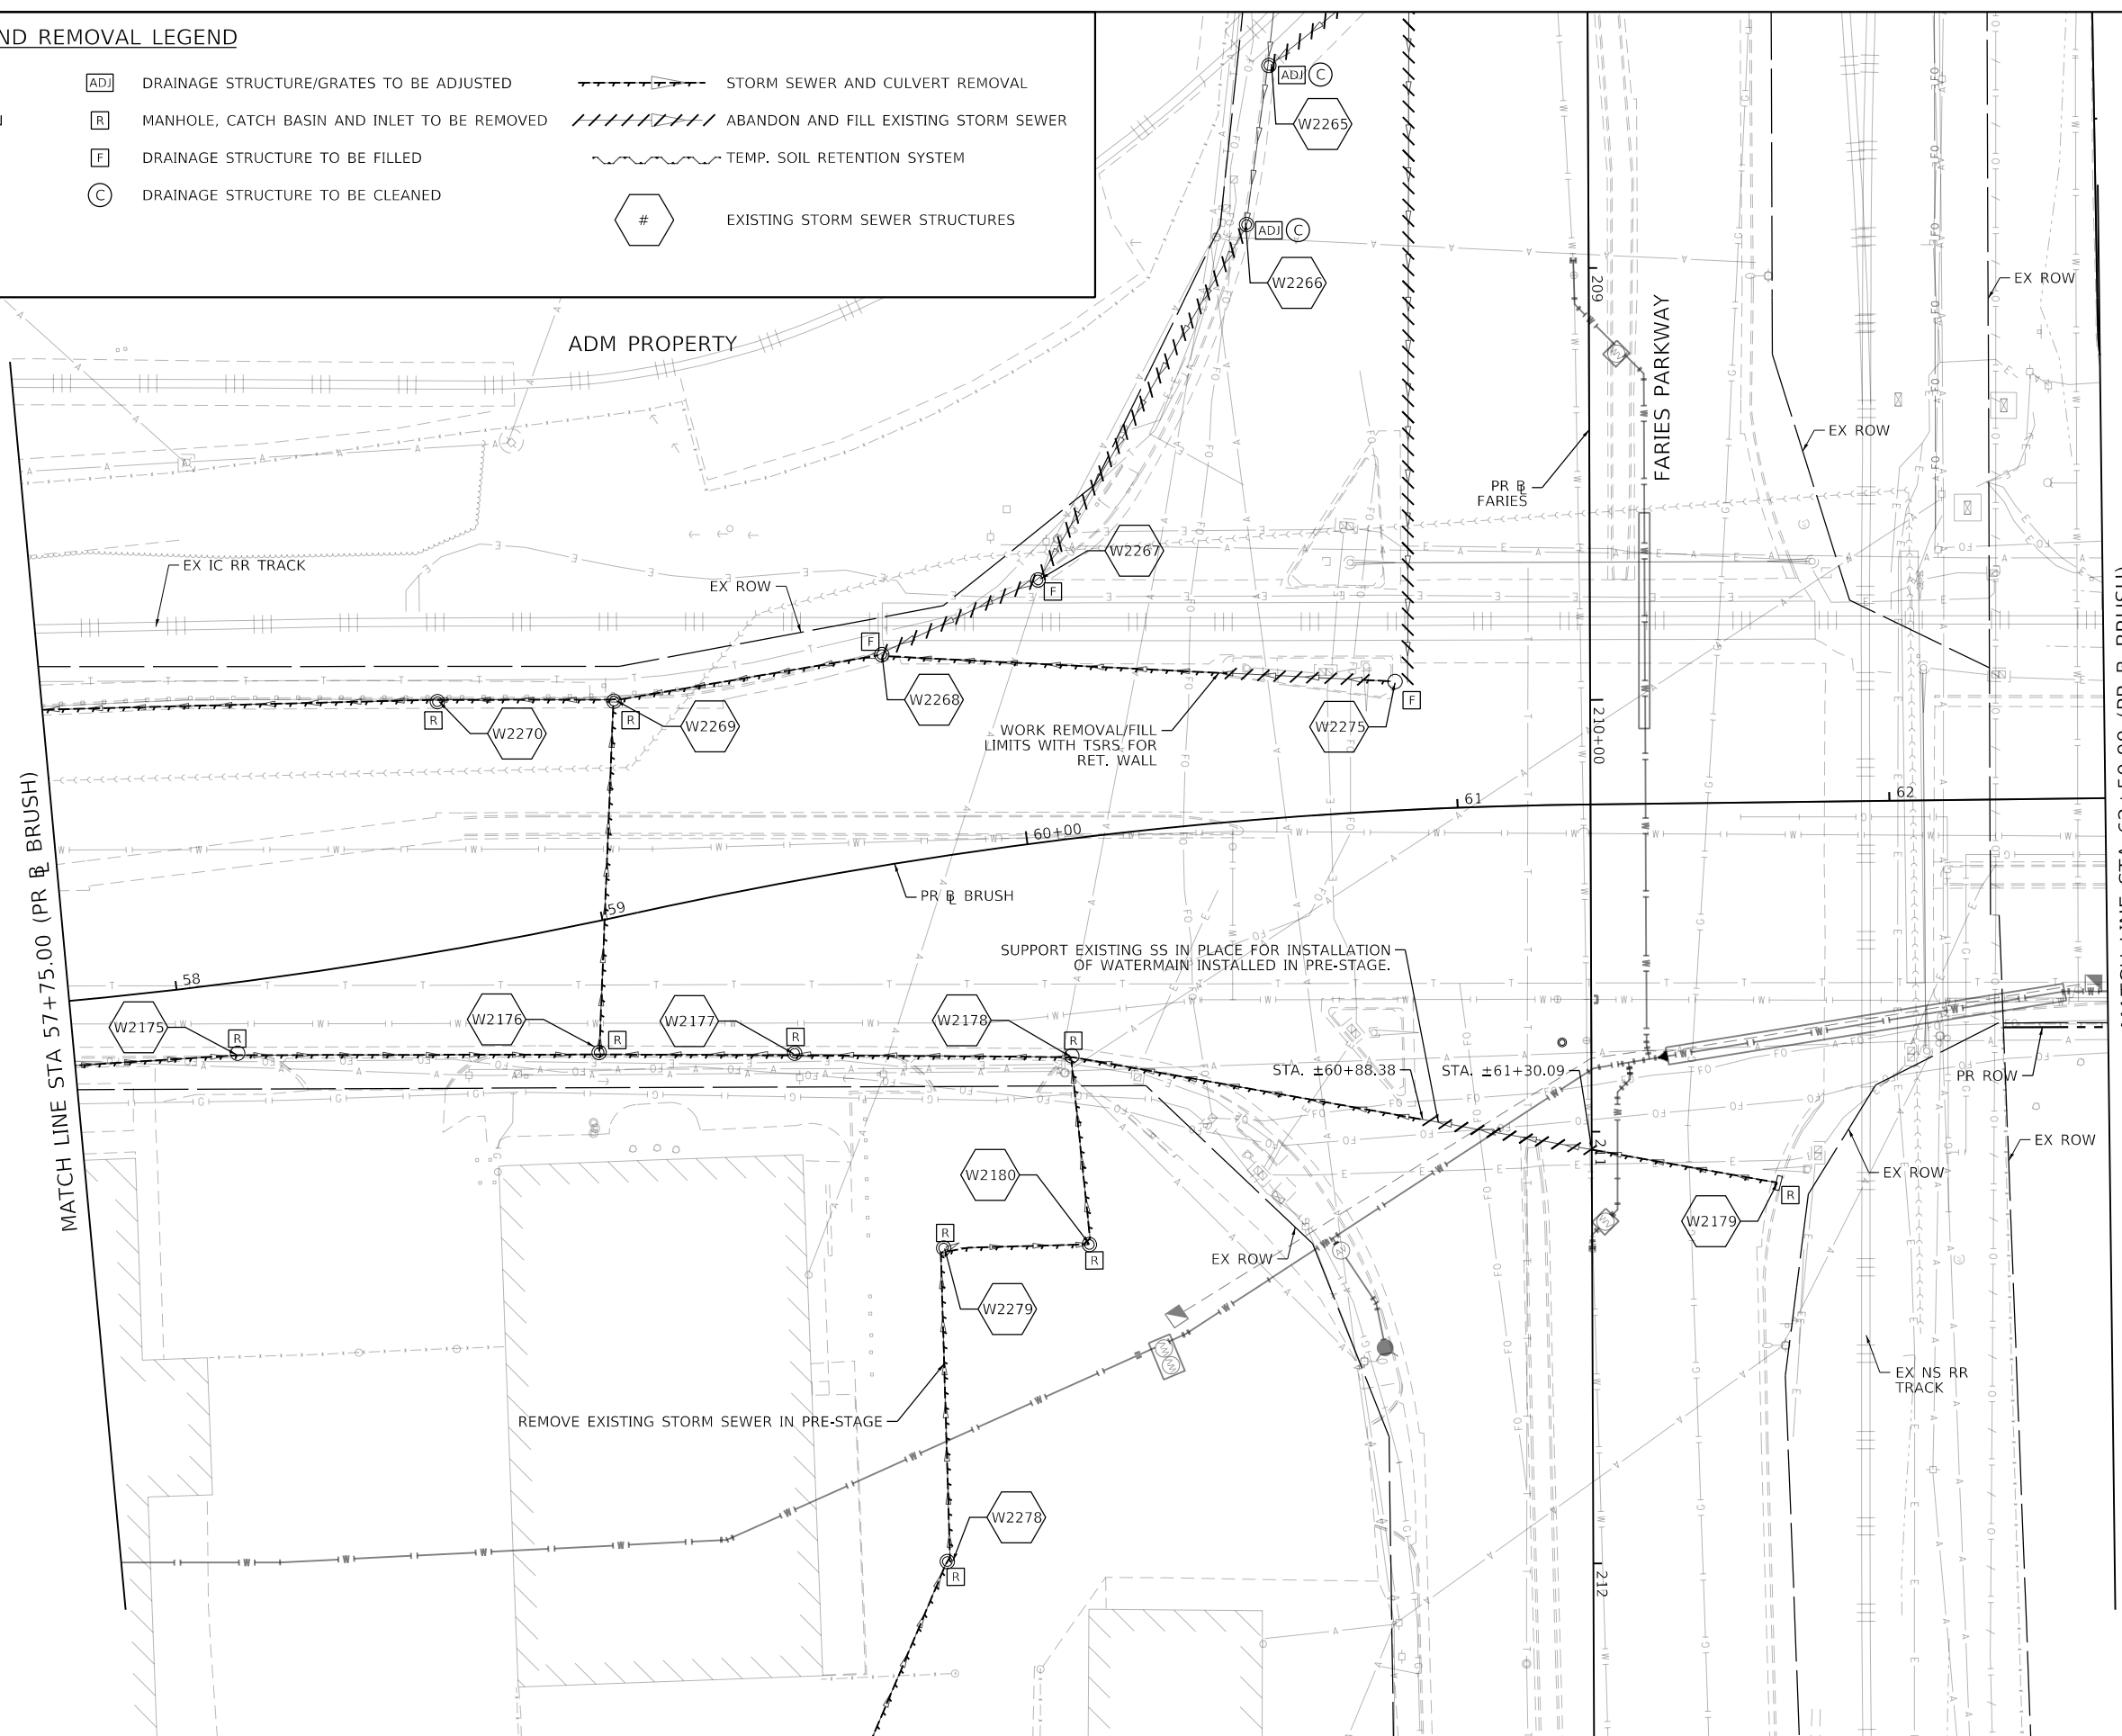 ND REMOVAL LEGEND
ADJ DRAINAGE STRUCTURE/GRATES TO BE ADJUSTED
R MANHOLE, CATCH BASIN AND INLET TO BE REMOVED
F DRAINAGE STRUCTURE TO BE FILLED
C DRAINAGE STRUCTURE TO BE CLEANED
STORM SEWER AND CULVERT REMOVAL
ABANDON AND FILL EXISTING STORM SEWER
TEMP. SOIL RETENTION SYSTEM
# EXISTING STORM SEWER STRUCTURES
ADJ C
W2265
ADJ C
W2266
209
EX ROW
ADM PROPERTY
FARIES PARKWAY
EX ROW
PR BL
FARIES
W2267
F
EX IC RR TRACK
EX ROW
F
W2268
R
W2270
R
W2269
W2275
F
WORK REMOVAL/FILL
LIMITS WITH TSRS FOR
RET. WALL
210+00
MATCH LINE STA 57+75.00 (PR BL BRUSH)
58
59
60+00
61
62
PR BL BRUSH
SUPPORT EXISTING SS IN PLACE FOR INSTALLATION
OF WATERMAIN INSTALLED IN PRE-STAGE.
W2175
R
W2176
R
W2177
R
W2178
R
STA. ±60+88.38
STA. ±61+30.09
PR ROW
EX ROW
EX ROW
211
W2180
R
W2179
R
R
W2279
EX ROW
EX NS RR
TRACK
REMOVE EXISTING STORM SEWER IN PRE-STAGE
W2278
R
212